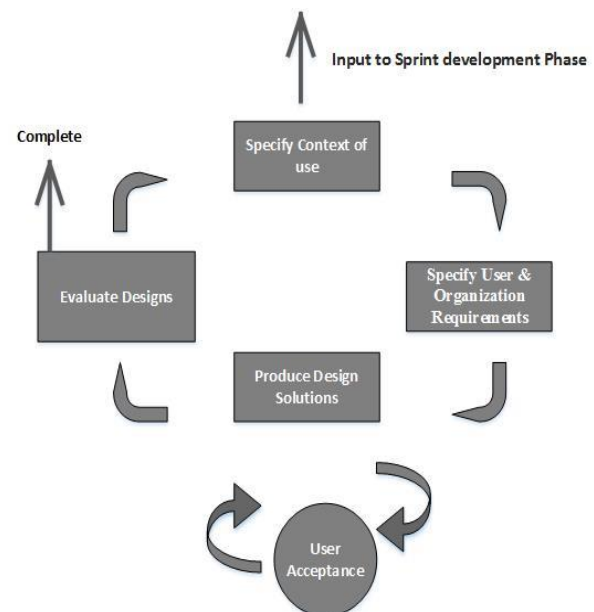 Input to Sprint development Phase
Complete
Specify Context of
use
Evaluate Designs
Specify User &
Organization
Requirements
Produce Design
Solutions
User
Acceptance